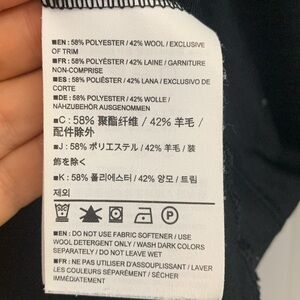 ■EN : 58% POLYESTER / 42% WOOL / EXCLUSIVE
OF TRIM
■FR : 58% POLYESTER / 42% LAINE / GARNITURE
NON-COMPRISE
■ES : 58% POLIÉSTER / 42% LANA / EXCLUSIVO DE
CORTE
■DE : 58% POLYESTER / 42% WOLLE /
NÄHZUBEHÖR AUSGENOMMEN
■C : 58% 聚酯纤维 / 42% 羊毛 /
配件除外
■J : 58% ポリエステル / 42% 羊毛 / 装
飾を除く
■K : 58% 폴리에스터 / 42% 양모 / 트림
제외
P
■EN: DO NOT USE FABRIC SOFTENER / USE
WOOL DETERGENT ONLY / WASH DARK COLORS
SEPARATELY / DO NOT LEAVE WET
■FR : NE PAS UTILISER D'ASSOUPLISSANT / LAVER
LES COULEURS SÉPARÉMENT / SÉCHER
IMMÉDIATEMENT